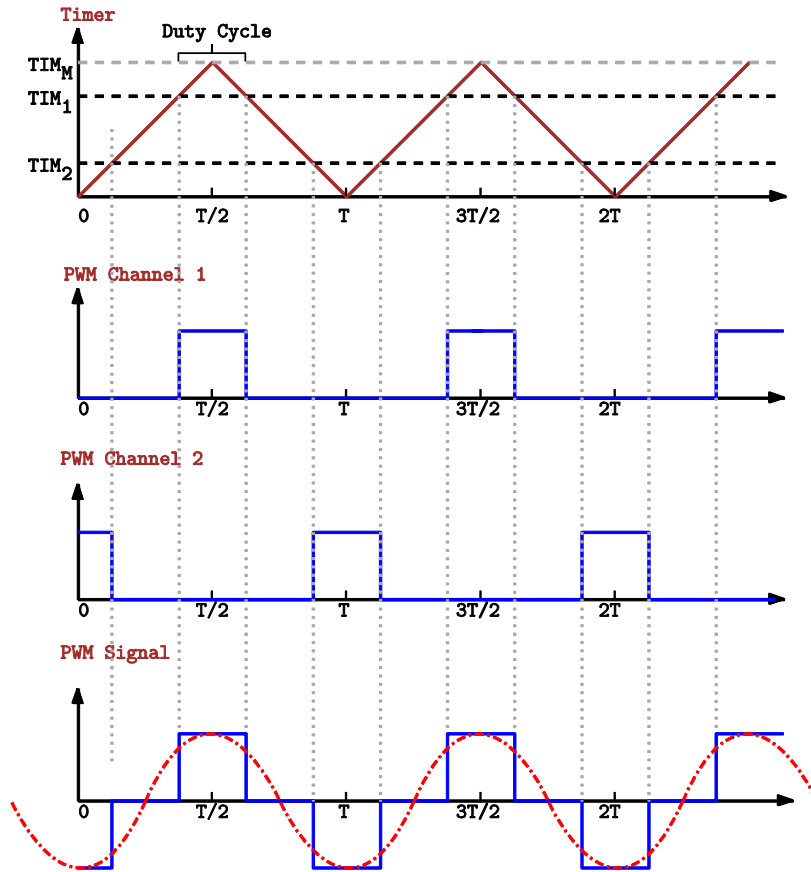 Timer
Duty Cycle
TIM_M
TIM_1
TIM_2
0 T/2 T 3T/2 2T
PWM Channel 1
0 T/2 T 3T/2 2T
PWM Channel 2
0 T/2 T 3T/2 2T
PWM Signal
0 T/2 T 3T/2 2T